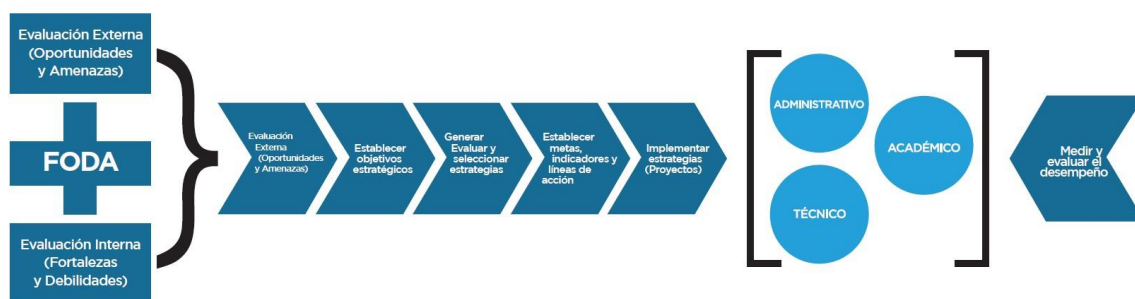 Evaluación Externa
(Oportunidades
y Amenazas)
FODA
Evaluación Interna
(Fortalezas
y Debilidades)
Evaluación
Externa
(Oportunidades
y Amenazas)
Establecer
objetivos
estratégicos
Generar
Evaluar y
seleccionar
estrategias
Establecer
metas,
indicadores y
líneas de
acción
Implementar
estrategias
(Proyectos)
ADMINISTRATIVO
ACADÉMICO
TÉCNICO
Medir y
evaluar el
desempeño